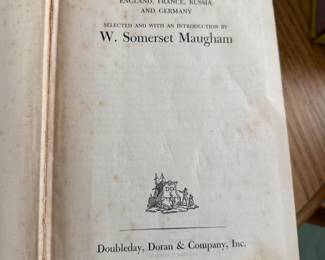 ENGLAND, FRANCE, RUSSIA
AND GERMANY
SELECTED AND WITH AN INTRODUCTION BY
W. Somerset Maugham
Doubleday, Doran & Company, Inc.